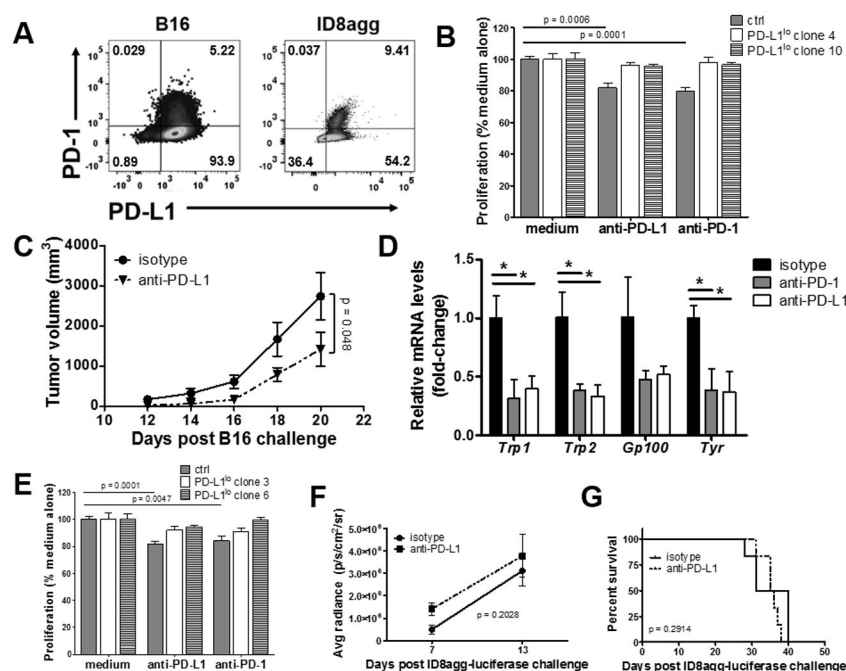 A
B16
ID8agg
0.029
5.22
0.037
9.41
0.89
93.9
36.4
54.2
PD-1
PD-L1
B
ctrl
PD-L1lo clone 4
PD-L1lo clone 10
p = 0.0006
p = 0.0001
Proliferation (% medium alone)
120
100
80
60
40
20
0
medium anti-PD-L1 anti-PD-1
C
isotype
anti-PD-L1
Tumor volume (mm3)
4000
3000
2000
1000
0
p = 0.048
10 12 14 16 18 20 22
Days post B16 challenge
D
isotype
anti-PD-1
anti-PD-L1
* * * * * *
Relative mRNA levels
(fold-change)
1.5
1.0
0.5
0.0
Trp1 Trp2 Gp100 Tyr
E
ctrl
PD-L1lo clone 3
PD-L1lo clone 6
p = 0.0001
p = 0.0047
Proliferation (% medium alone)
120
100
80
60
40
20
0
medium anti-PD-L1 anti-PD-1
F
isotype
anti-PD-L1
Avg radiance (p/s/cm2/sr)
p = 0.2028
7 13
Days post ID8agg-luciferase challenge
G
isotype
anti-PD-L1
Percent survival
100
75
50
25
0
p = 0.2914
0 10 20 30 40 50
Days post ID8agg-luciferase challenge